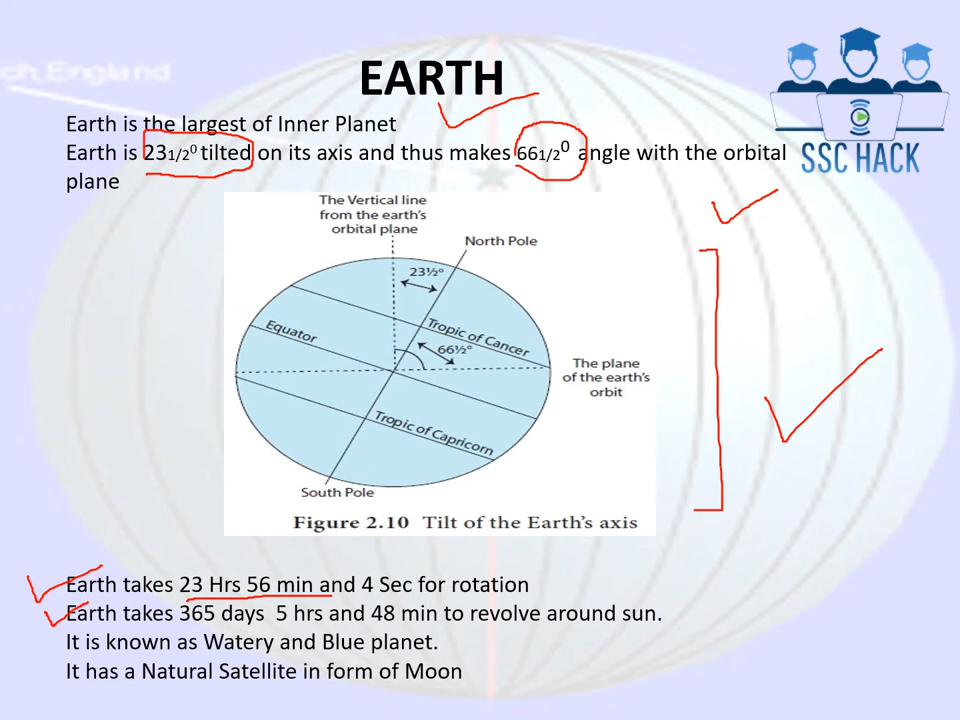 ch, England
EARTH
Earth is the largest of Inner Planet
Earth is 231/2⁰ tilted on its axis and thus makes 661/2⁰ angle with the orbital
plane
SSC HACK
The Vertical line
from the earth's
orbital plane
North Pole
23½°
Equator
Tropic of Cancer
66½°
The plane
of the earth's
orbit
Tropic of Capricorn
South Pole
Figure 2.10 Tilt of the Earth's axis
Earth takes 23 Hrs 56 min and 4 Sec for rotation
Earth takes 365 days 5 hrs and 48 min to revolve around sun.
It is known as Watery and Blue planet.
It has a Natural Satellite in form of Moon